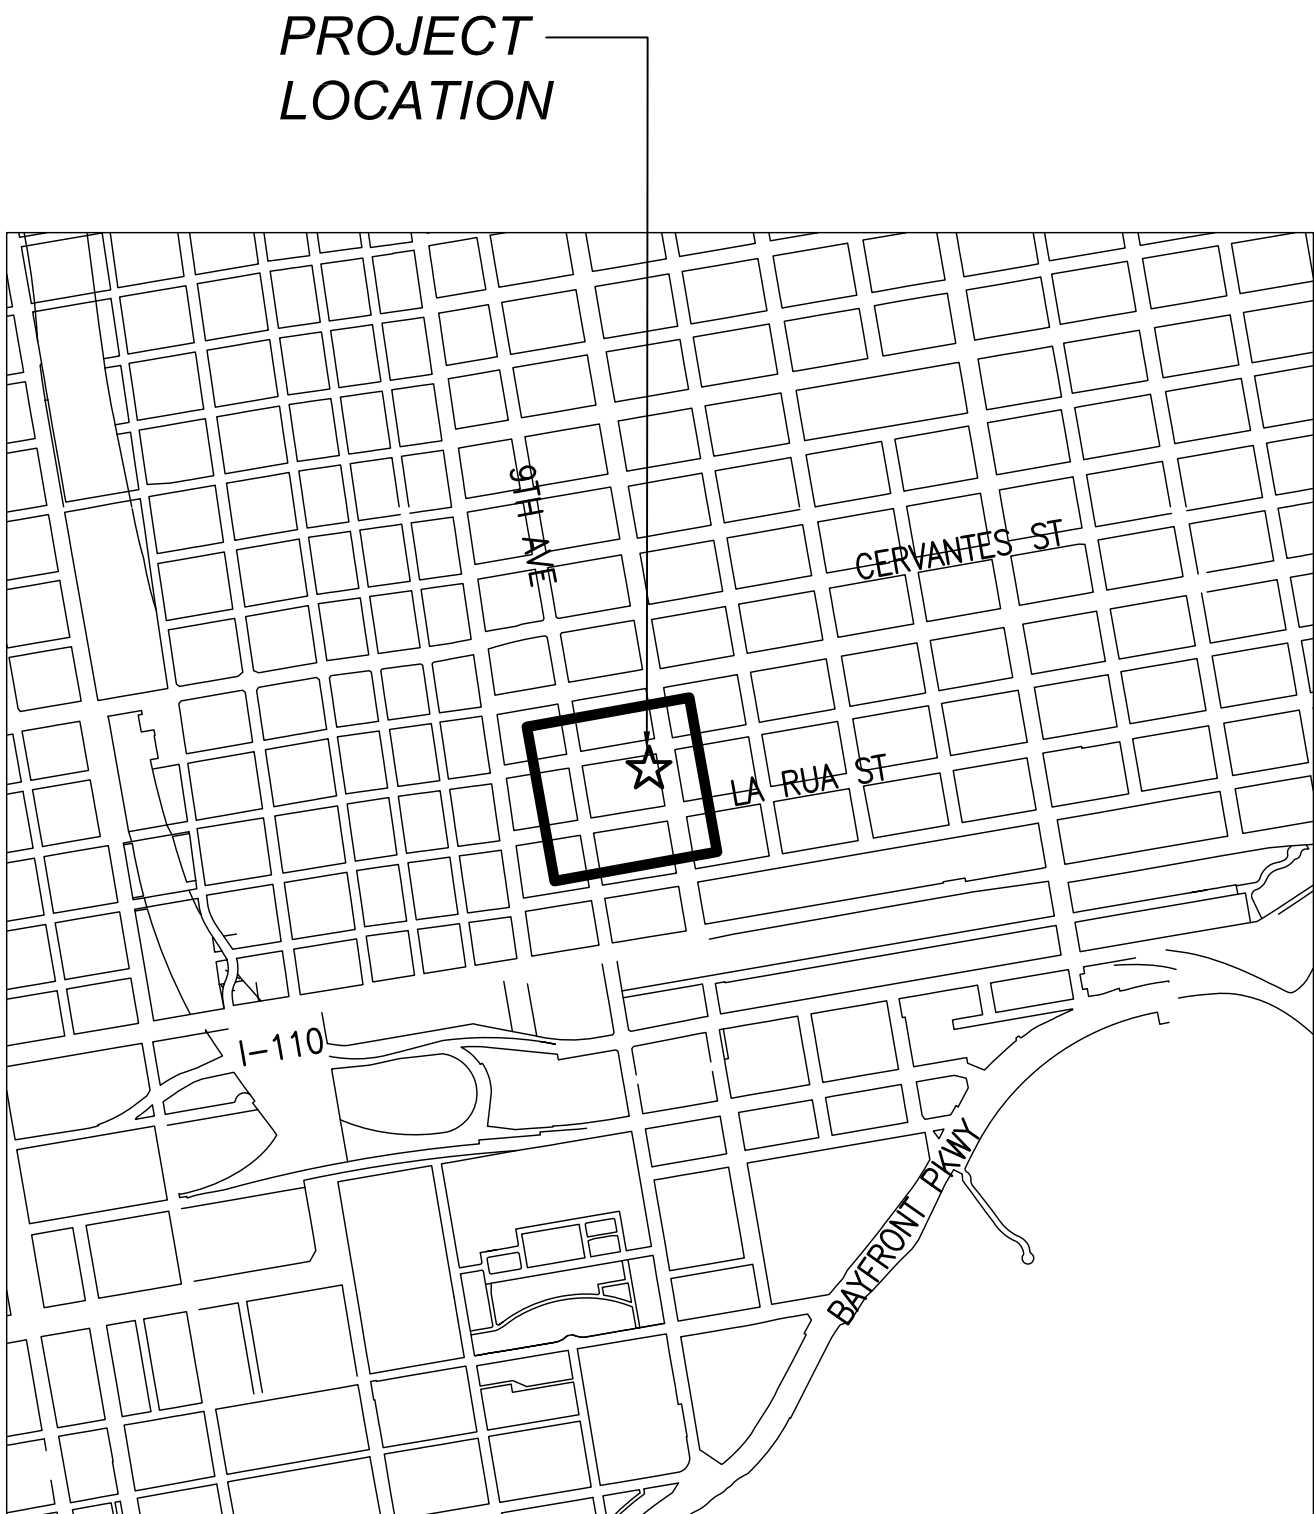 PROJECT
LOCATION
9TH AVE
CERVANTES ST
LA RUA ST
I-110
BAYFRONT PKWY